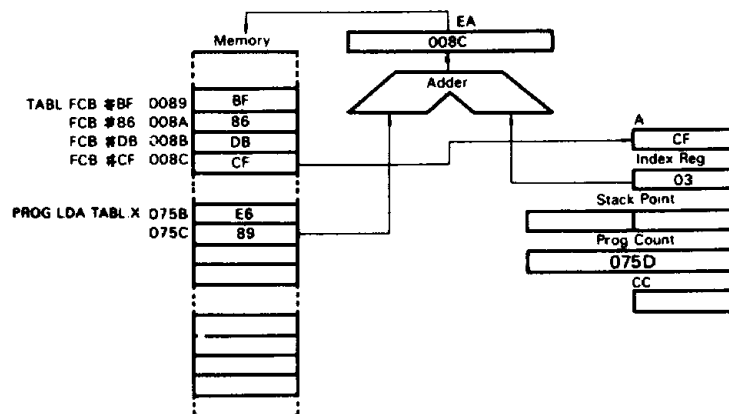 EA
008C
Memory
Adder
TABL FCB #BF 0089 BF
FCB #86 008A 86
FCB #DB 008B DB
FCB #CF 008C CF
A
CF
Index Reg
03
Stack Point
PROG LDA TABL.X 075B E6
075C 89
Prog Count
075D
CC